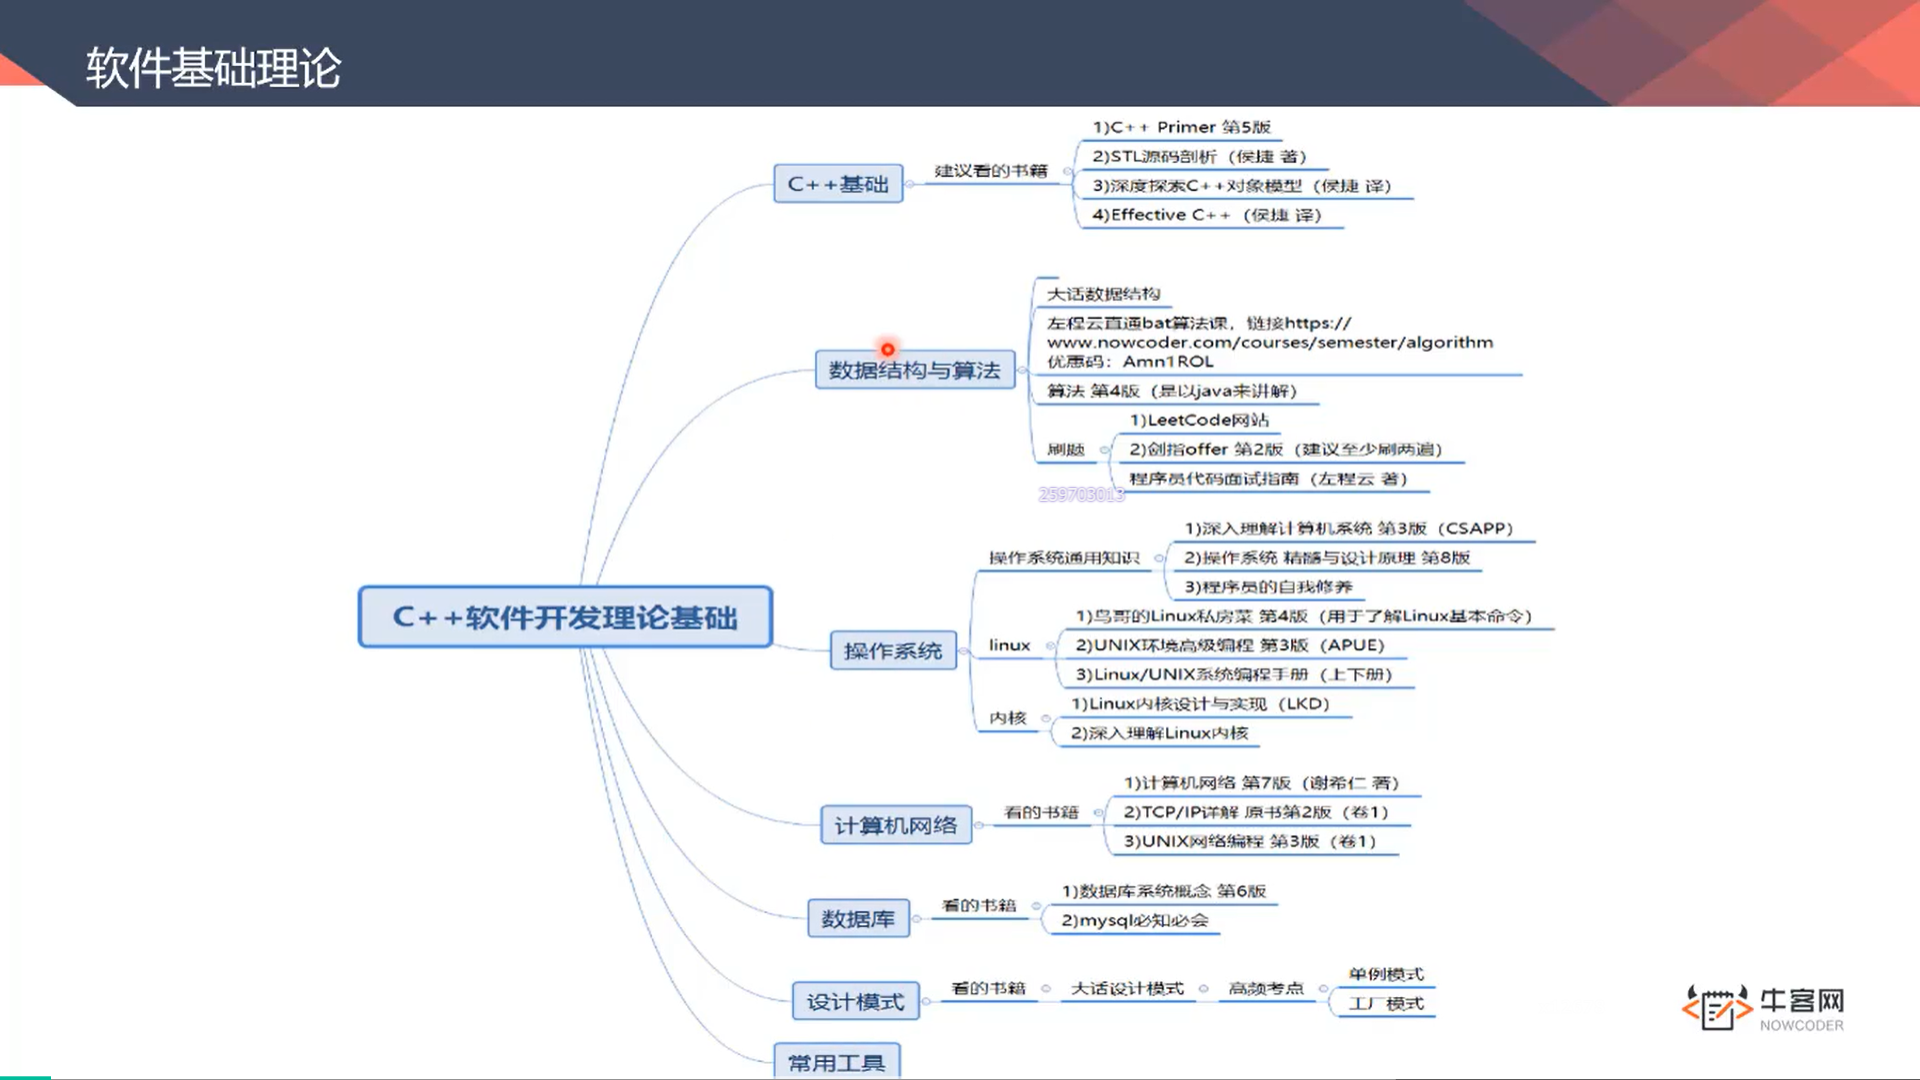 软件基础理论
C++软件开发理论基础
C++基础
建议看的书籍
1)C++ Primer 第5版
2)STL源码剖析（侯捷 著）
3)深度探索C++对象模型（侯捷 译）
4)Effective C++（侯捷 译）
数据结构与算法
大话数据结构
左程云直通bat算法课，链接https://
www.nowcoder.com/courses/semester/algorithm
优惠码：Amn1ROL
算法 第4版（是以java来讲解）
刷题
1)LeetCode网站
2)剑指offer 第2版（建议至少刷两遍）
程序员代码面试指南（左程云 著）
259703013
操作系统
操作系统通用知识
1)深入理解计算机系统 第3版（CSAPP）
2)操作系统 精髓与设计原理 第8版
3)程序员的自我修养
linux
1)鸟哥的Linux私房菜 第4版（用于了解Linux基本命令）
2)UNIX环境高级编程 第3版（APUE）
3)Linux/UNIX系统编程手册（上下册）
内核
1)Linux内核设计与实现（LKD）
2)深入理解Linux内核
计算机网络
看的书籍
1)计算机网络 第7版（谢希仁 著）
2)TCP/IP详解 原书第2版（卷1）
3)UNIX网络编程 第3版（卷1）
数据库
看的书籍
1)数据库系统概念 第6版
2)mysql必知必会
设计模式
看的书籍
大话设计模式
高频考点
单例模式
工厂模式
常用工具
牛客网
NOWCODER